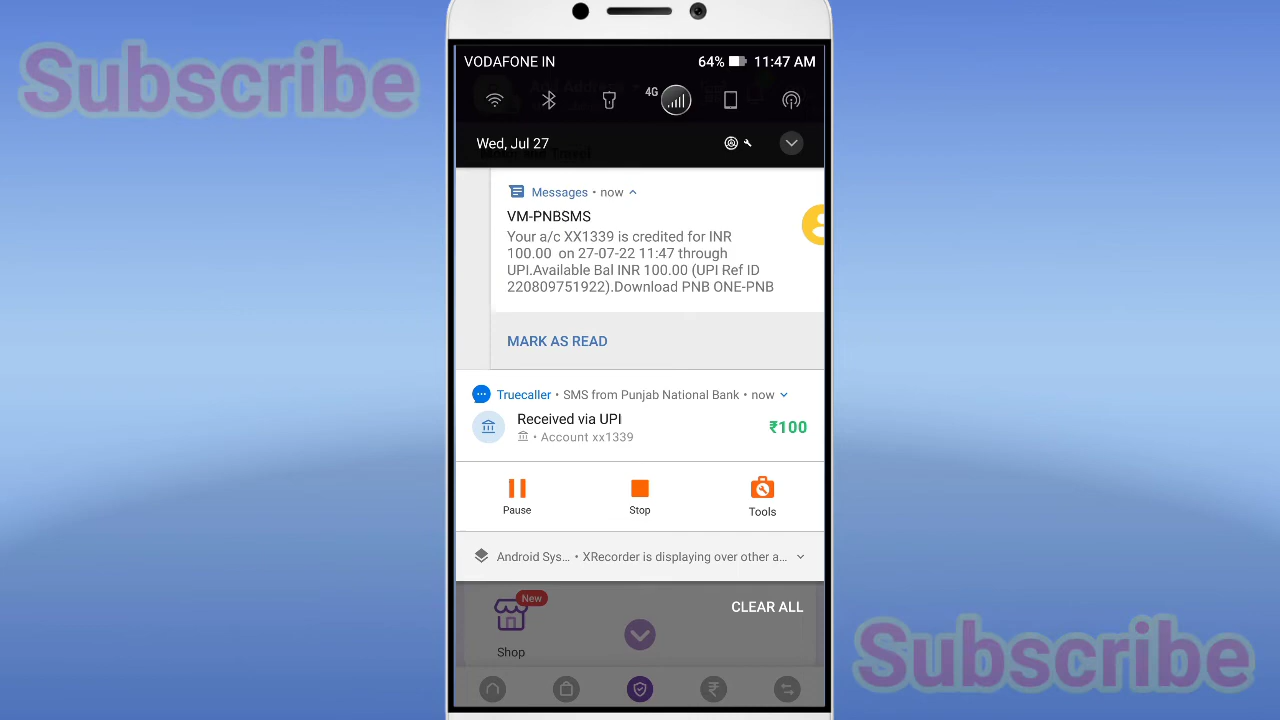 Subscribe
VODAFONE IN 64% 11:47 AM
4G
Wed, Jul 27
Messages • now
VM-PNBSMS
Your a/c XX1339 is credited for INR
100.00 on 27-07-22 11:47 through
UPI.Available Bal INR 100.00 (UPI Ref ID
220809751922).Download PNB ONE-PNB
MARK AS READ
Truecaller • SMS from Punjab National Bank • now
Received via UPI
• Account xx1339
₹100
Pause
Stop
Tools
Android Sys... • XRecorder is displaying over other a...
CLEAR ALL
New
Shop
Subscribe